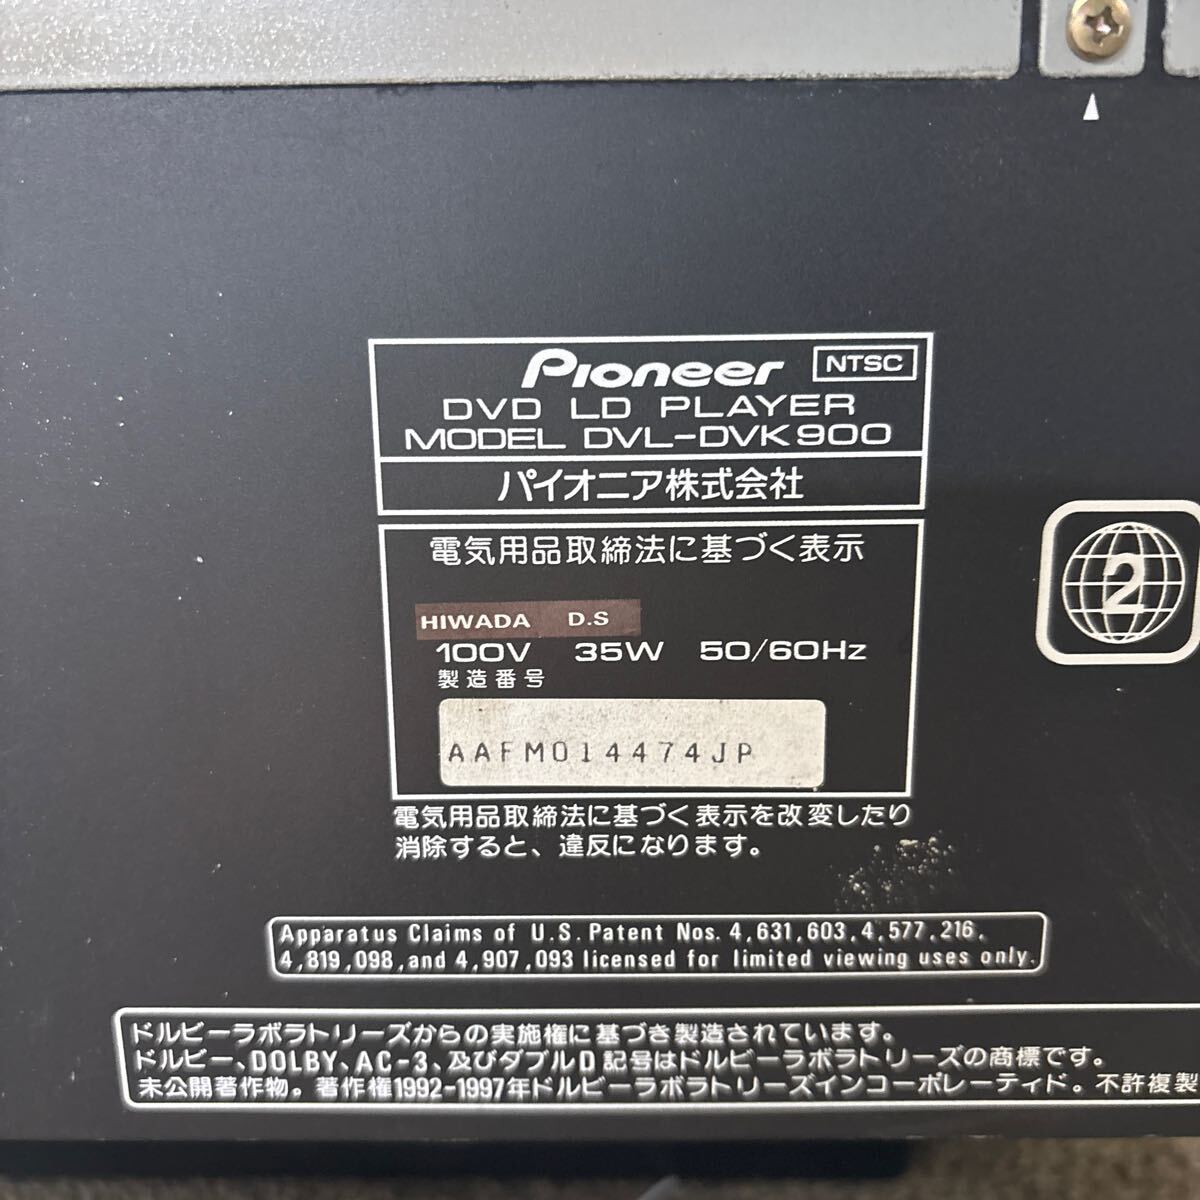 Pioneer NTSC
DVD LD PLAYER
MODEL DVL-DVK900
パイオニア株式会社
電気用品取締法に基づく表示
HIWADA D.S
100V 35W 50/60Hz
製造番号
AAFM014474JP
2
電気用品取締法に基づく表示を改変したり
消除すると、違反になります。
Apparatus Claims of U.S. Patent Nos. 4,631,603, 4,577,216,
4,819,098, and 4,907,093 licensed for limited viewing uses only.
ドルビーラボラトリーズからの実施権に基づき製造されています。
ドルビー、DOLBY、AC-3、及びダブルD記号はドルビーラボラトリーズの商標です。
未公開著作物。著作権1992-1997年ドルビーラボラトリーズインコーポレーティド。不許複製